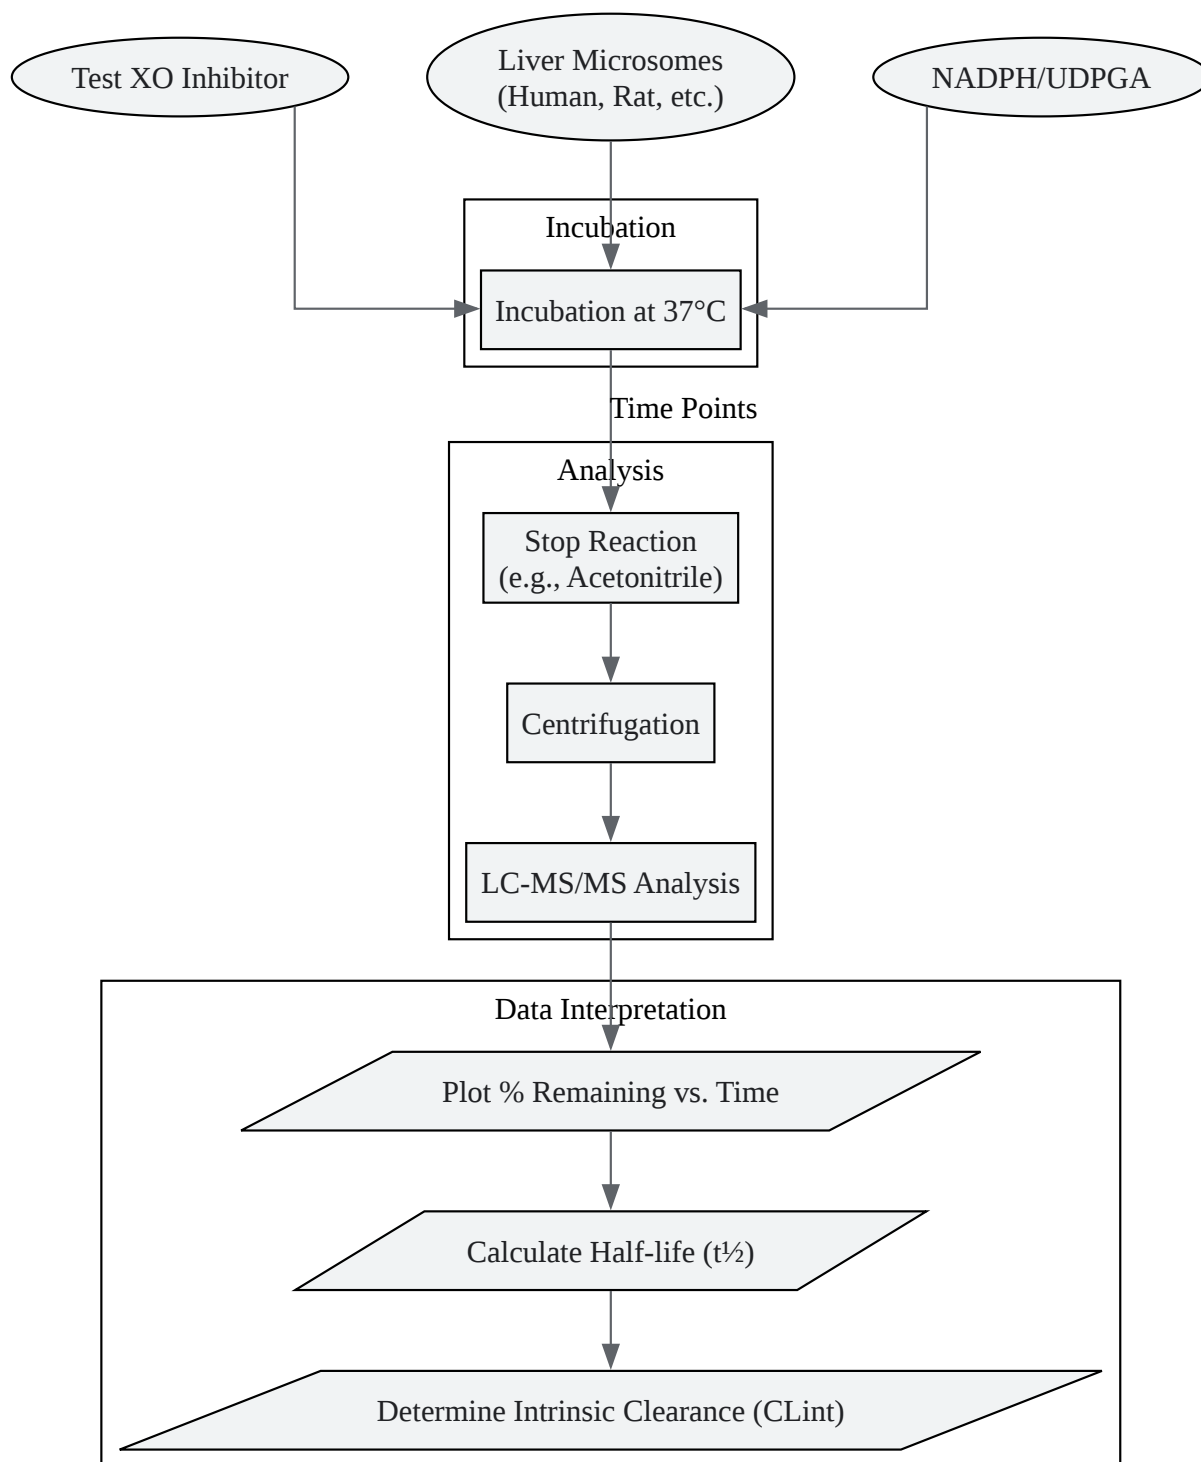 Test XO Inhibitor
Liver Microsomes
(Human, Rat, etc.)
NADPH/UDPGA
Incubation
Incubation at 37°C
Time Points
Analysis
Stop Reaction
(e.g., Acetonitrile)
Centrifugation
LC-MS/MS Analysis
Data Interpretation
Plot % Remaining vs. Time
Calculate Half-life (t½)
Determine Intrinsic Clearance (CLint)